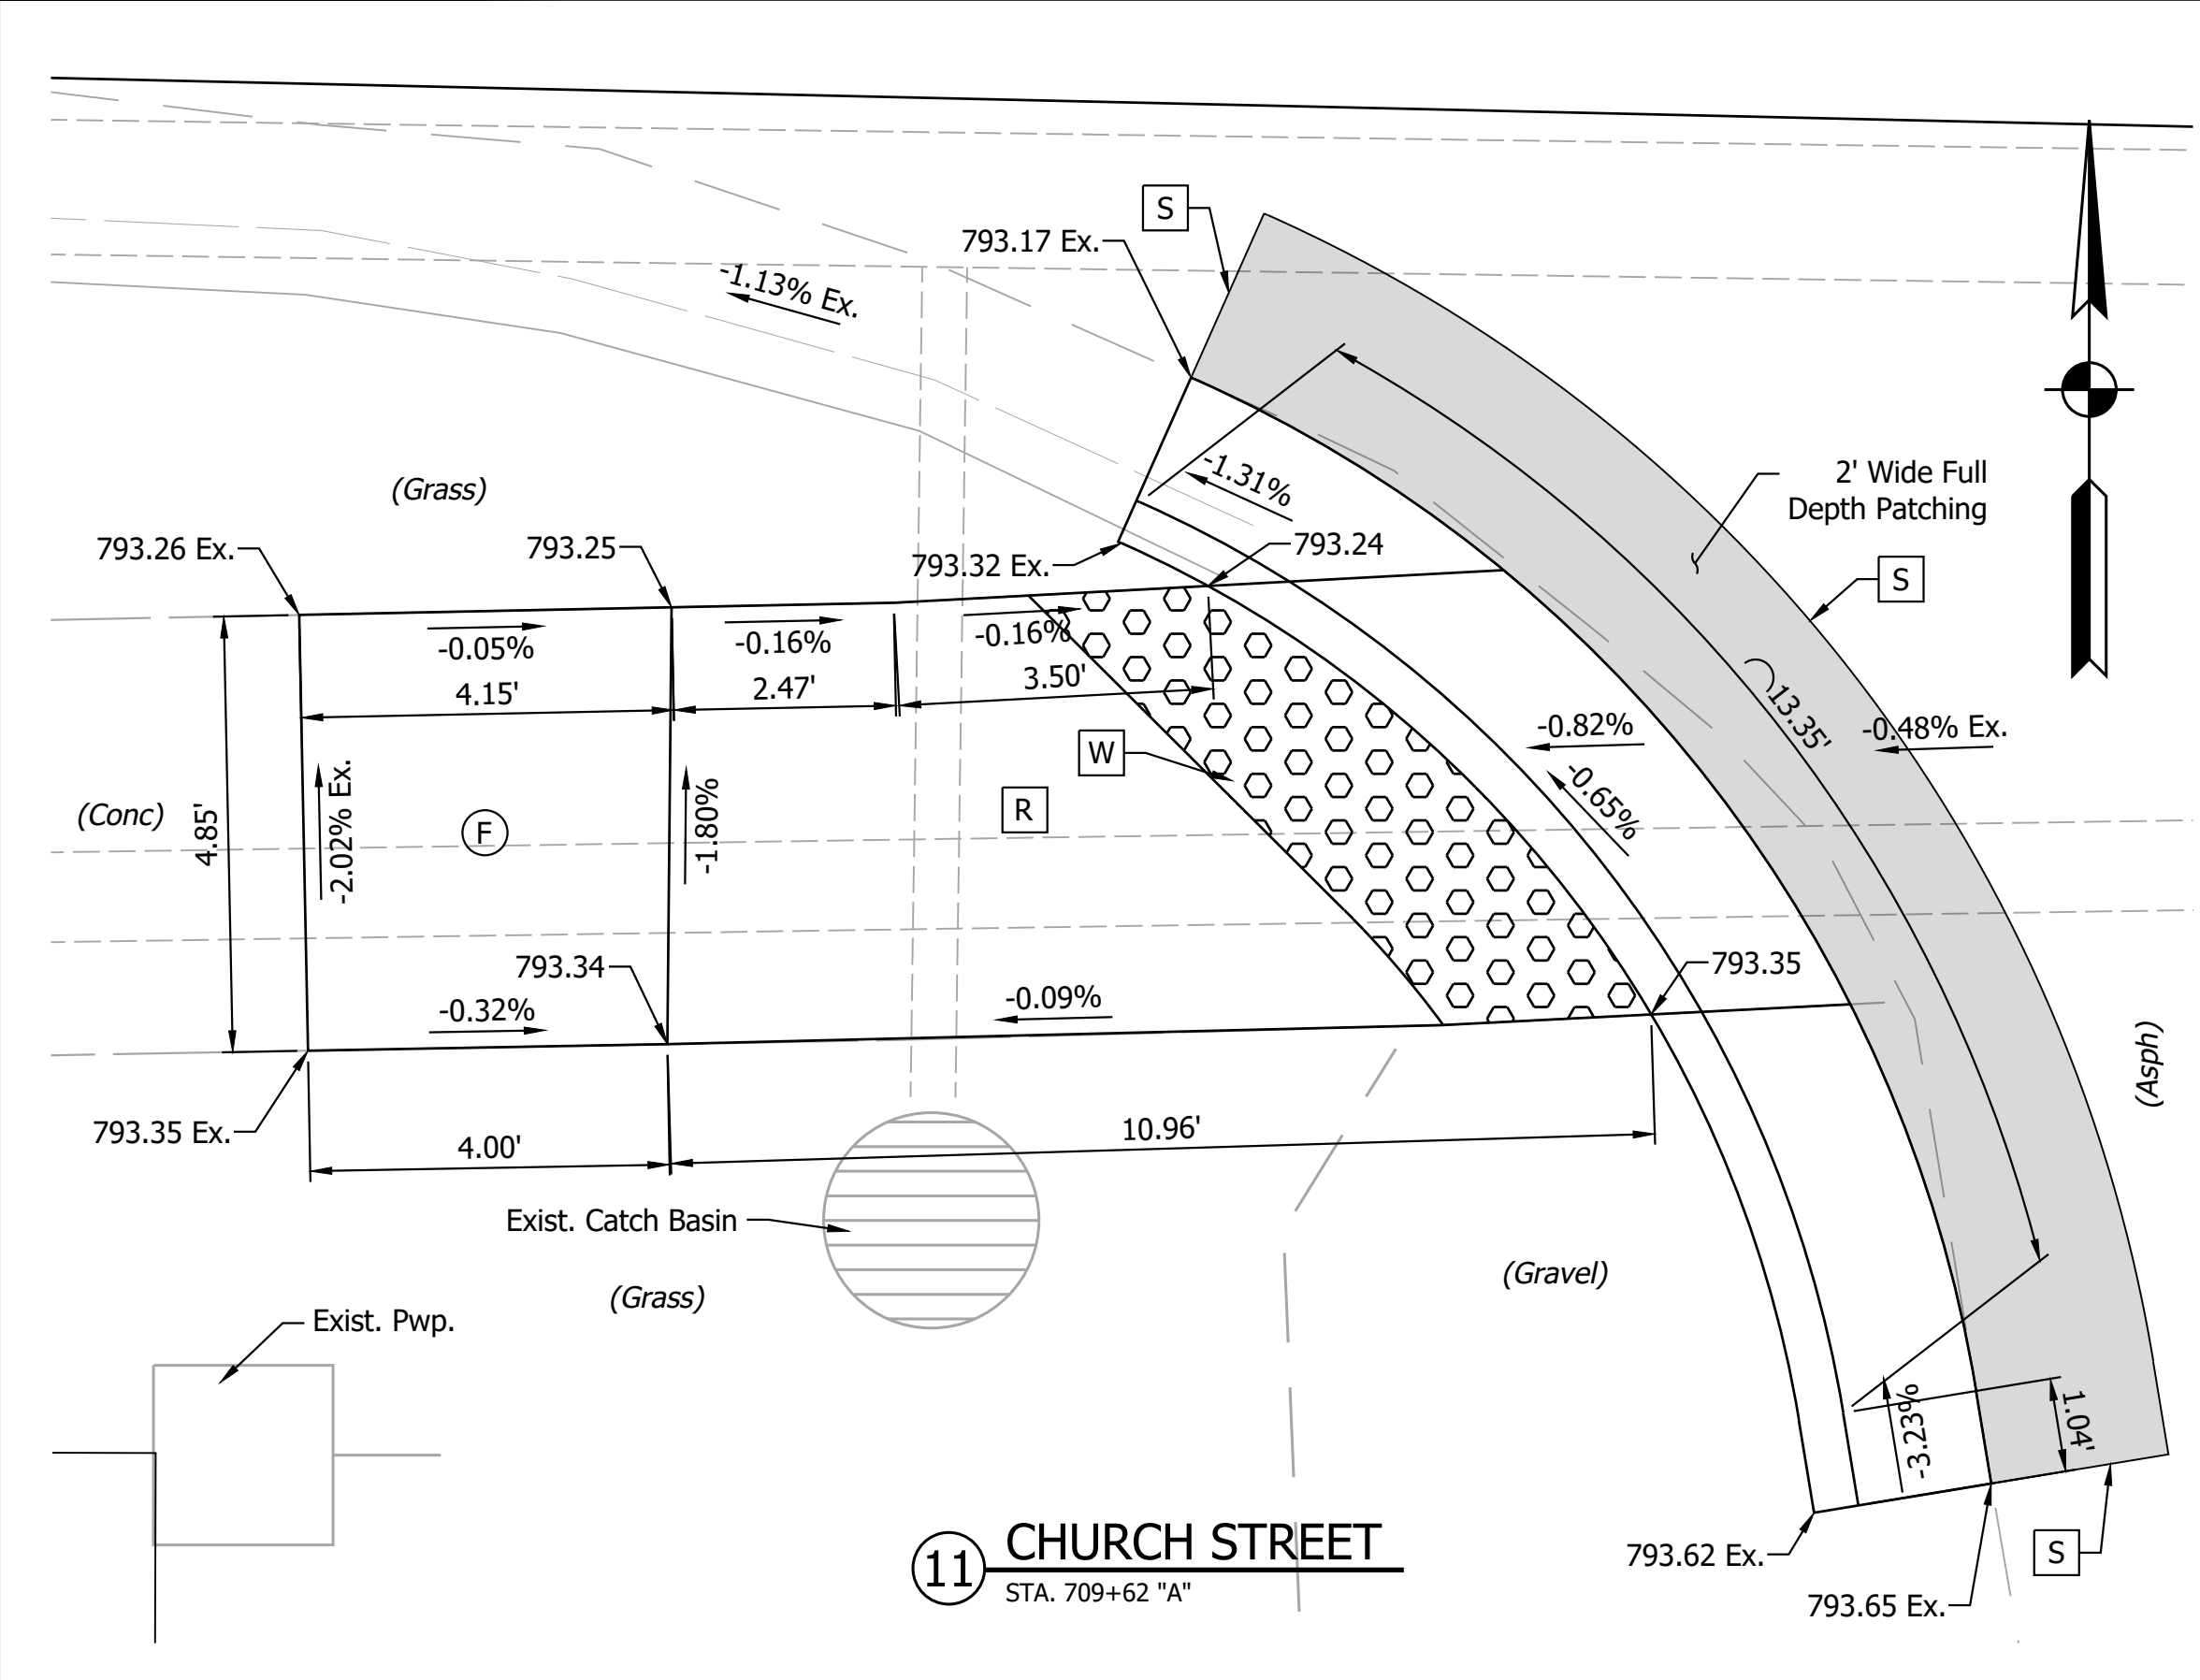 S
793.17 Ex.
-1.13% Ex.
2' Wide Full
Depth Patching
-1.31%
(Grass)
793.26 Ex.
793.25
793.32 Ex.
793.24
S
-0.05%
-0.16%
-0.16%
4.15'
2.47'
3.50'
13.35'
-0.82%
-0.48% Ex.
W
-0.65%
(Conc)
4.85'
-2.02% Ex.
F
-1.80%
R
793.34
793.35
-0.32%
-0.09%
(Asph)
793.35 Ex.
4.00'
10.96'
Exist. Catch Basin
(Grass)
(Gravel)
Exist. Pwp.
-3.23%
1.04'
11
CHURCH STREET
STA. 709+62 "A"
793.62 Ex.
S
793.65 Ex.